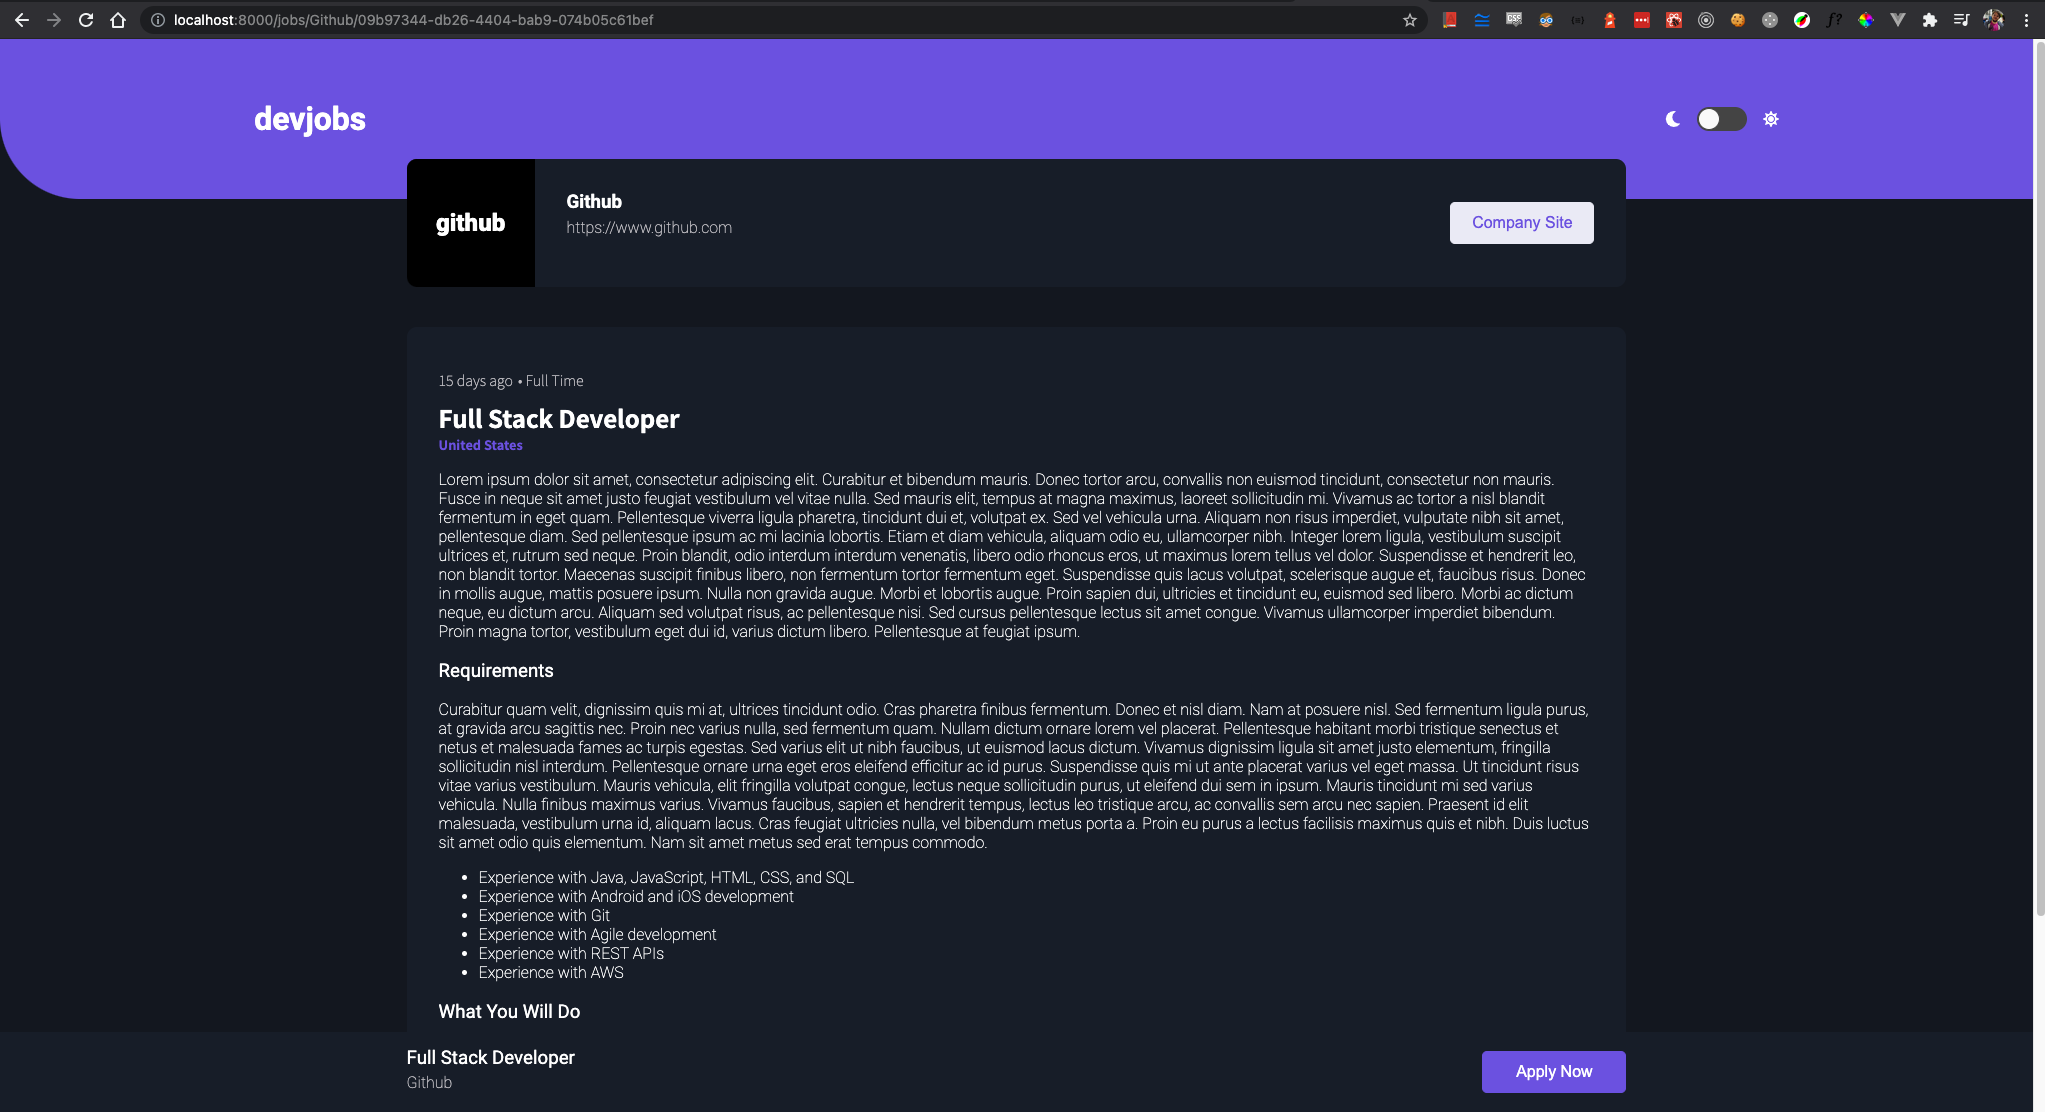 localhost:8000/jobs/Github/09b97344-db26-4404-bab9-074b05c61bef
devjobs
github
Github
https://www.github.com
Company Site
15 days ago • Full Time
Full Stack Developer
United States
Lorem ipsum dolor sit amet, consectetur adipiscing elit. Curabitur et bibendum mauris. Donec tortor arcu, convallis non euismod tincidunt, consectetur non mauris.
Fusce in neque sit amet justo feugiat vestibulum vel vitae nulla. Sed mauris elit, tempus at magna maximus, laoreet sollicitudin mi. Vivamus ac tortor a nisl blandit
fermentum in eget quam. Pellentesque viverra ligula pharetra, tincidunt dui et, volutpat ex. Sed vel vehicula urna. Aliquam non risus imperdiet, vulputate nibh sit amet,
pellentesque diam. Sed pellentesque ipsum ac mi lacinia lobortis. Etiam et diam vehicula, aliquam odio eu, ullamcorper nibh. Integer lorem ligula, vestibulum suscipit
ultrices et, rutrum sed neque. Proin blandit, odio interdum interdum venenatis, libero odio rhoncus eros, ut maximus lorem tellus vel dolor. Suspendisse et hendrerit leo,
non blandit tortor. Maecenas suscipit finibus libero, non fermentum tortor fermentum eget. Suspendisse quis lacus volutpat, scelerisque augue et, faucibus risus. Donec
in mollis augue, mattis posuere ipsum. Nulla non gravida augue. Morbi et lobortis augue. Proin sapien dui, ultricies et tincidunt eu, euismod sed libero. Morbi ac dictum
neque, eu dictum arcu. Aliquam sed volutpat risus, ac pellentesque nisi. Sed cursus pellentesque lectus sit amet congue. Vivamus ullamcorper imperdiet bibendum.
Proin magna tortor, vestibulum eget dui id, varius dictum libero. Pellentesque at feugiat ipsum.
Requirements
Curabitur quam velit, dignissim quis mi at, ultrices tincidunt odio. Cras pharetra finibus fermentum. Donec et nisl diam. Nam at posuere nisl. Sed fermentum ligula purus,
at gravida arcu sagittis nec. Proin nec varius nulla, sed fermentum quam. Nullam dictum ornare lorem vel placerat. Pellentesque habitant morbi tristique senectus et
netus et malesuada fames ac turpis egestas. Sed varius elit ut nibh faucibus, ut euismod lacus dictum. Vivamus dignissim ligula sit amet justo elementum, fringilla
sollicitudin nisl interdum. Pellentesque ornare urna eget eros eleifend efficitur ac id purus. Suspendisse quis mi ut ante placerat varius vel eget massa. Ut tincidunt risus
vitae varius vestibulum. Mauris vehicula, elit fringilla volutpat congue, lectus neque sollicitudin purus, ut eleifend dui sem in ipsum. Mauris tincidunt mi sed varius
vehicula. Nulla finibus maximus varius. Vivamus faucibus, sapien et hendrerit tempus, lectus leo tristique arcu, ac convallis sem arcu nec sapien. Praesent id elit
malesuada, vestibulum urna id, aliquam lacus. Cras feugiat ultricies nulla, vel bibendum metus porta a. Proin eu purus a lectus facilisis maximus quis et nibh. Duis luctus
sit amet odio quis elementum. Nam sit amet metus sed erat tempus commodo.
• Experience with Java, JavaScript, HTML, CSS, and SQL
• Experience with Android and iOS development
• Experience with Git
• Experience with Agile development
• Experience with REST APIs
• Experience with AWS
What You Will Do
Full Stack Developer
Github
Apply Now